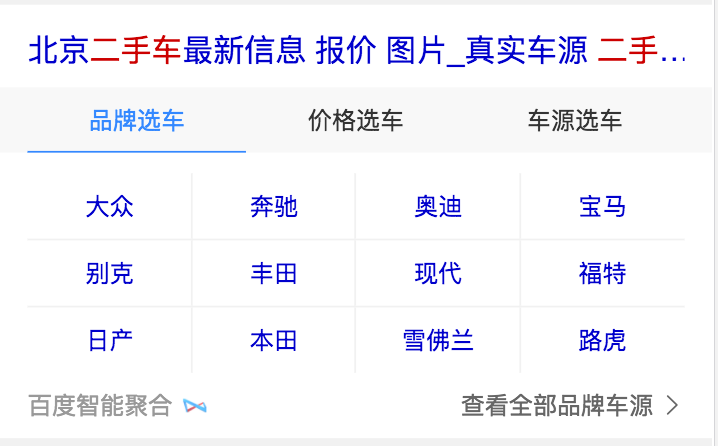 北京二手车最新信息 报价 图片_真实车源 二手...
品牌选车 价格选车 车源选车
大众 奔驰 奥迪 宝马
别克 丰田 现代 福特
日产 本田 雪佛兰 路虎
百度智能聚合 查看全部品牌车源